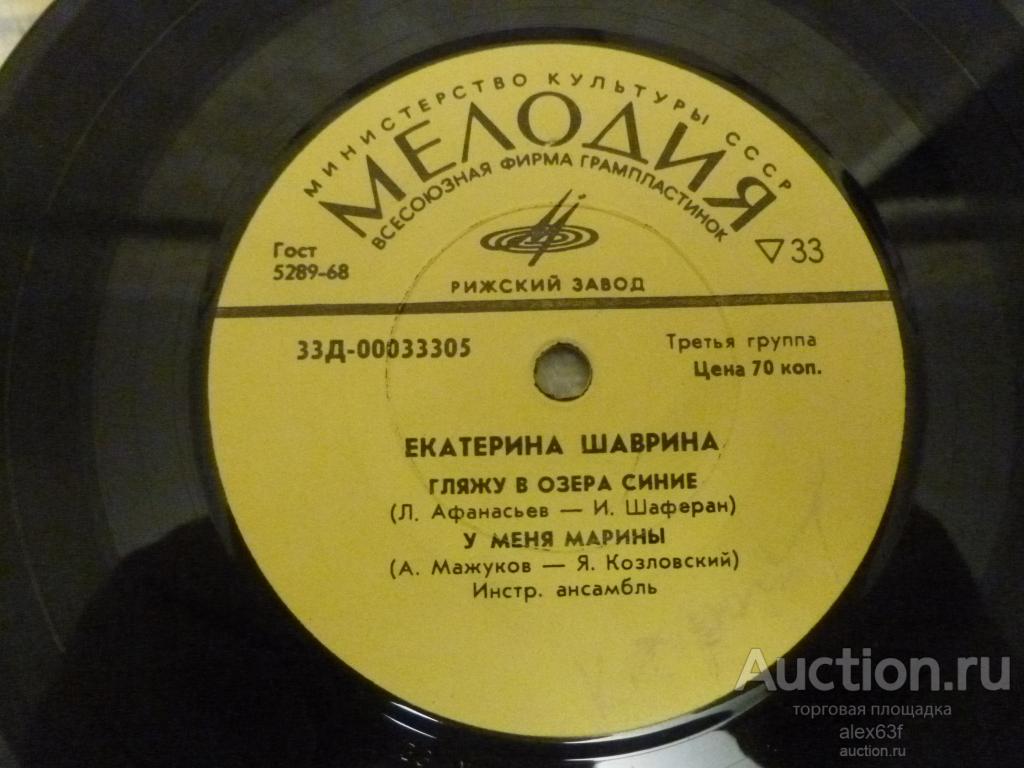 МИНИСТЕРСТВО КУЛЬТУРЫ СССР
МЕЛОДИЯ
ВСЕСОЮЗНАЯ ФИРМА ГРАМПЛАСТИНОК
Гост
5289-68
▽33
РИЖСКИЙ ЗАВОД
33Д-00033305
Третья группа
Цена 70 коп.
ЕКАТЕРИНА ШАВРИНА
ГЛЯЖУ В ОЗЕРА СИНИЕ
(Л. Афанасьев — И. Шаферан)
У МЕНЯ МАРИНЫ
(А. Мажуков — Я. Козловский)
Инстр. ансамбль
Auction.ru
торговая площадка
alex63f
auction.ru